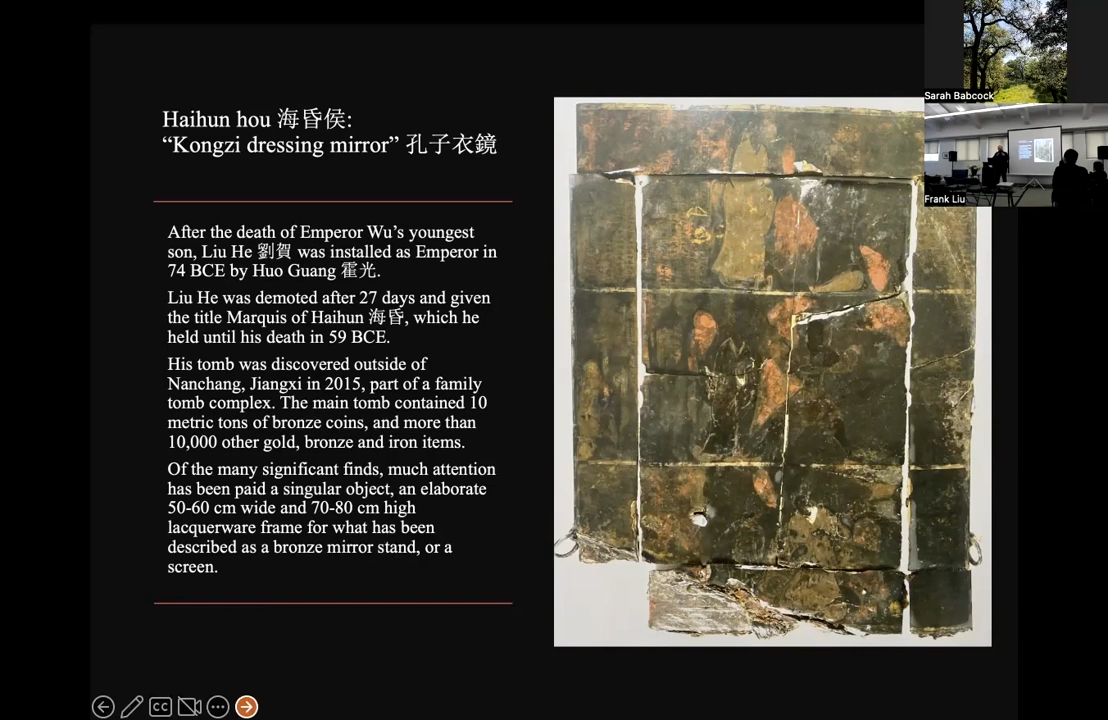 Haihun hou 海昏侯:
“Kongzi dressing mirror” 孔子衣鏡
After the death of Emperor Wu’s youngest
son, Liu He 劉賀 was installed as Emperor in
74 BCE by Huo Guang 霍光.
Liu He was demoted after 27 days and given
the title Marquis of Haihun 海昏, which he
held until his death in 59 BCE.
His tomb was discovered outside of
Nanchang, Jiangxi in 2015, part of a family
tomb complex. The main tomb contained 10
metric tons of bronze coins, and more than
10,000 other gold, bronze and iron items.
Of the many significant finds, much attention
has been paid a singular object, an elaborate
50-60 cm wide and 70-80 cm high
lacquerware frame for what has been
described as a bronze mirror stand, or a
screen.
Sarah Babcock
Frank Liu
CC